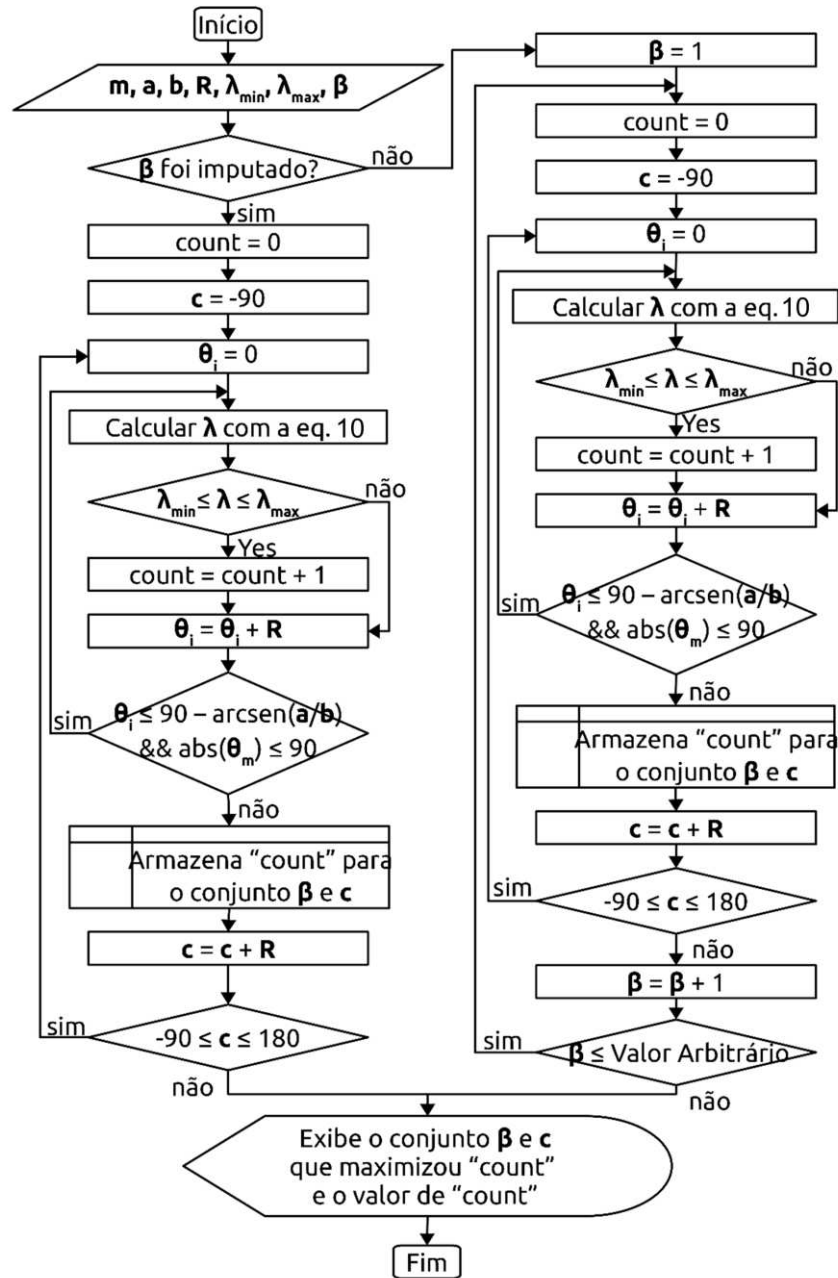 Início
m, a, b, R, λmin, λmax, β
β foi imputado?
não
sim
count = 0
c = -90
θi = 0
Calcular λ com a eq. 10
λmin ≤ λ ≤ λmax
não
Yes
count = count + 1
θi = θi + R
θi ≤ 90 – arcsen(a/b)
&& abs(θm) ≤ 90
sim
não
Armazena “count” para
o conjunto β e c
c = c + R
-90 ≤ c ≤ 180
sim
não
β = 1
count = 0
c = -90
θi = 0
Calcular λ com a eq. 10
λmin ≤ λ ≤ λmax
não
Yes
count = count + 1
θi = θi + R
θi ≤ 90 – arcsen(a/b)
&& abs(θm) ≤ 90
sim
não
Armazena “count” para
o conjunto β e c
c = c + R
-90 ≤ c ≤ 180
sim
não
β = β + 1
β ≤ Valor Arbitrário
sim
não
Exibe o conjunto β e c
que maximizou “count”
e o valor de “count”
Fim